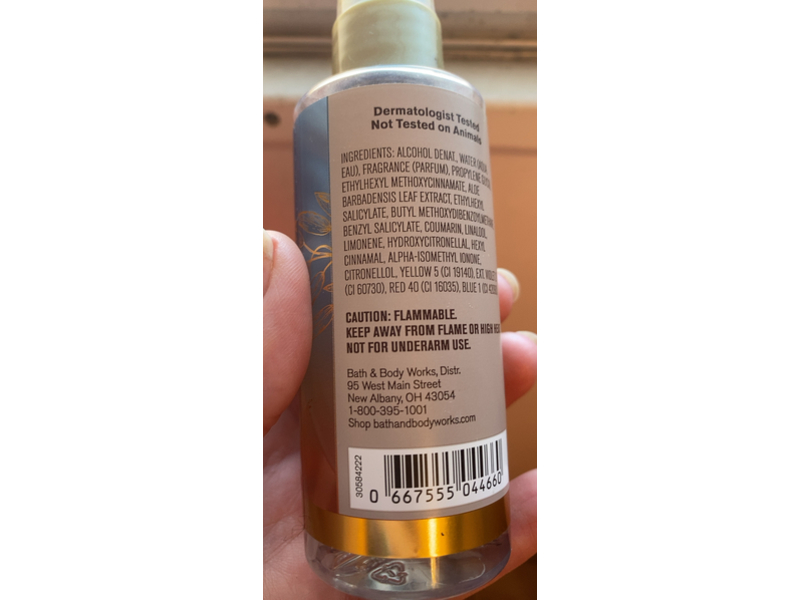 Dermatologist Tested
Not Tested on Animals
INGREDIENTS: ALCOHOL DENAT., WATER (AQUA
EAU), FRAGRANCE (PARFUM), PROPYLENE GLYCOL
ETHYLHEXYL METHOXYCINNAMATE, ALOE
BARBADENSIS LEAF EXTRACT, ETHYLHEXYL
SALICYLATE, BUTYL METHOXYDIBENZOYLMETHANE
BENZYL SALICYLATE, COUMARIN, LINALOOL,
LIMONENE, HYDROXYCITRONELLAL, HEXYL
CINNAMAL, ALPHA-ISOMETHYL IONONE,
CITRONELLOL, YELLOW 5 (CI 19140), EXT. VIOLET
(CI 60730), RED 40 (CI 16035), BLUE 1 (CI
CAUTION: FLAMMABLE.
KEEP AWAY FROM FLAME OR HIGH HEAT
NOT FOR UNDERARM USE.
Bath & Body Works, Distr.
95 West Main Street
New Albany, OH 43054
1-800-395-1001
Shop bathandbodyworks.com
30584222
0 667555 044660